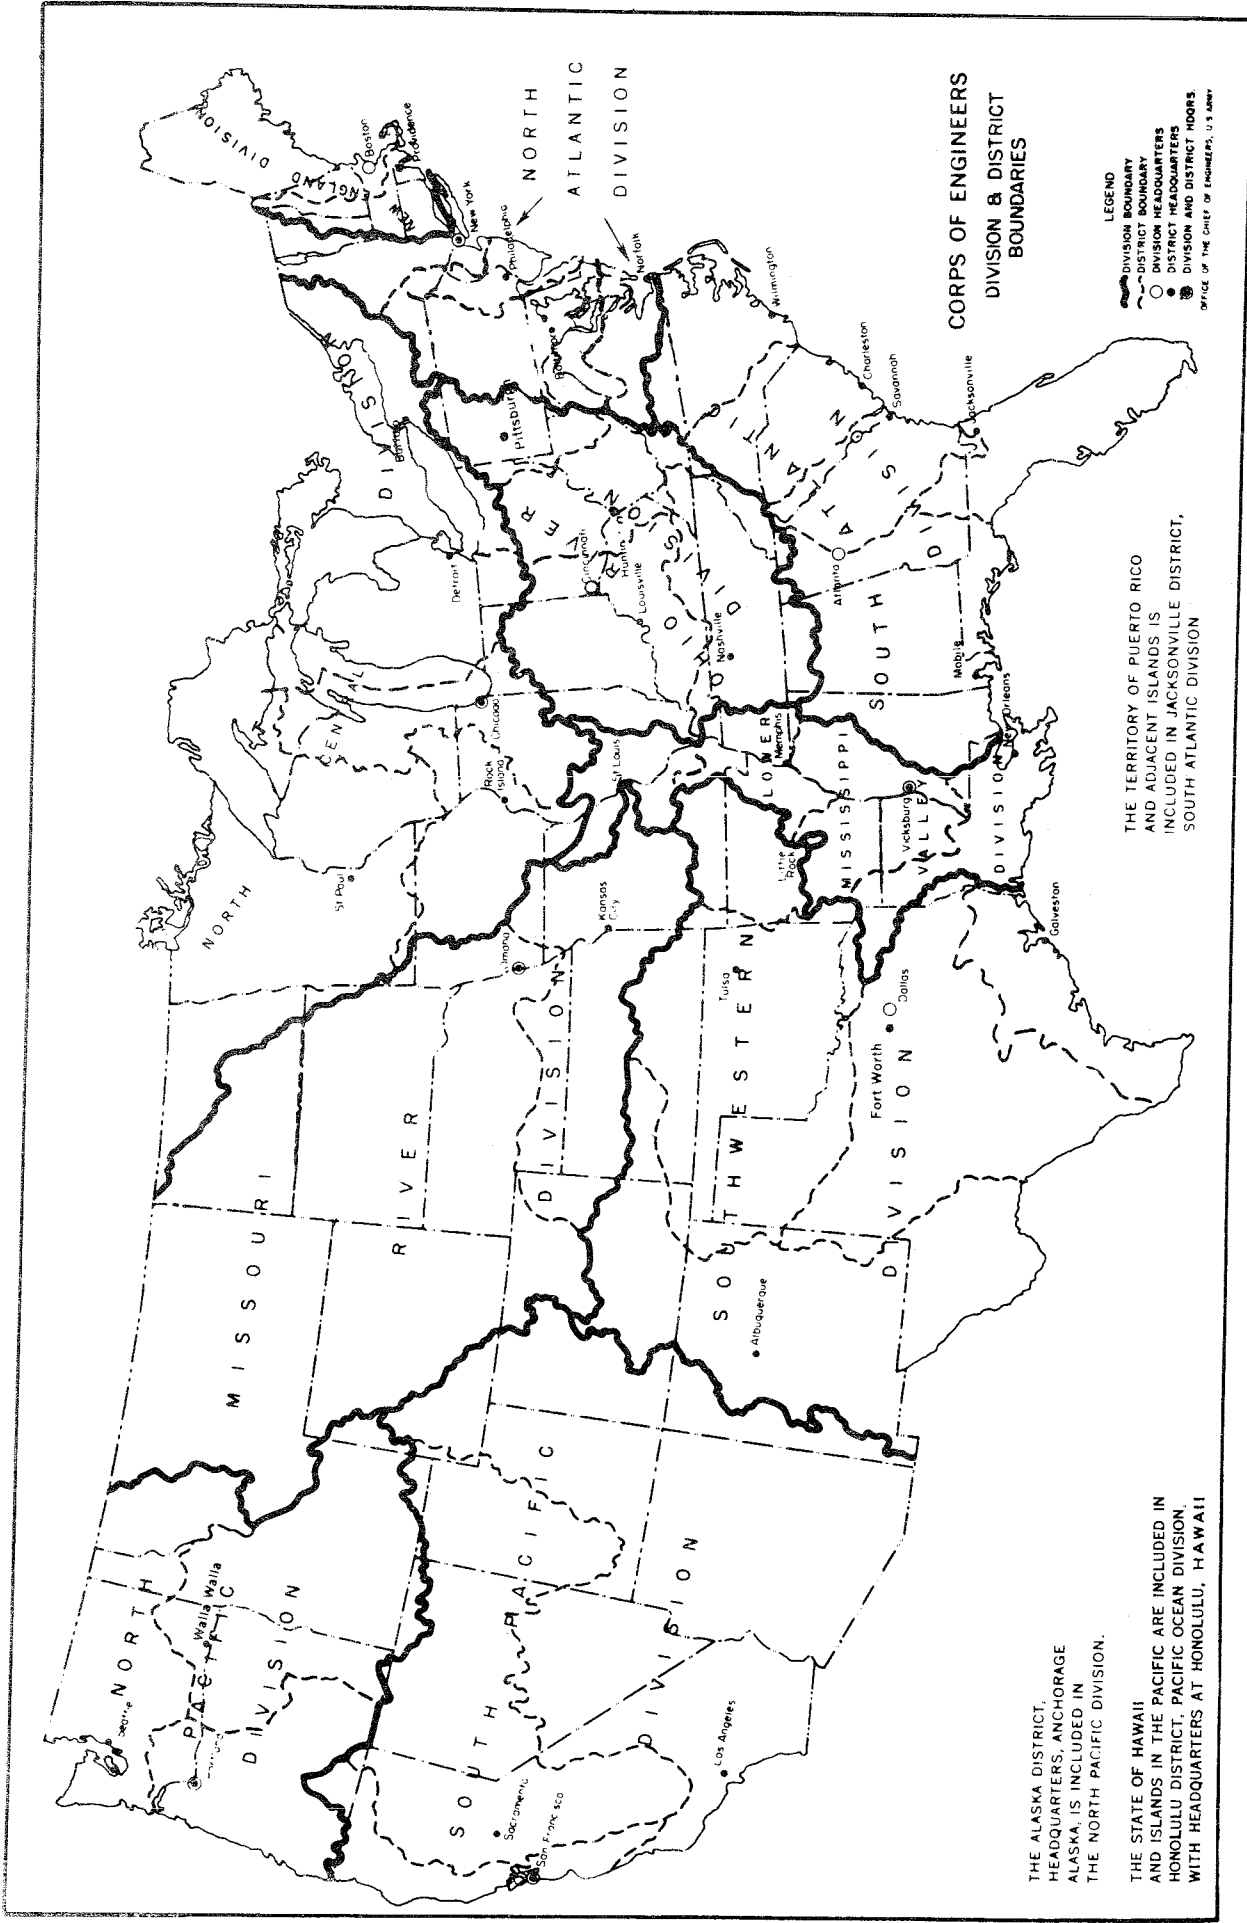 CORPS OF ENGINEERS
DIVISION & DISTRICT
BOUNDARIES
LEGEND
DIVISION BOUNDARY
DISTRICT BOUNDARY
DIVISION HEADQUARTERS
DISTRICT HEADQUARTERS
DIVISION AND DISTRICT HDQRS.
OFFICE OF THE CHIEF OF ENGINEERS, U S ARMY
NORTH
PACIFIC
DIVISION
Seattle
Walla Walla
SOUTH
PACIFIC
DIVISION
Sacramento
San Francisco
Los Angeles
MISSOURI
RIVER
DIVISION
Omaha
Kansas
City
SOUTHWESTERN
DIVISION
Albuquerque
Tulsa
Little
Rock
Fort Worth
Dallas
Galveston
NORTH
CENTRAL
DIVISION
St Paul
Rock
Island
Chicago
Detroit
Buffalo
LOWER
MISSISSIPPI
VALLEY
DIVISION
St Louis
Memphis
Vicksburg
New Orleans
OHIO
RIVER
DIVISION
Pittsburg
Cincinnati
Louisville
Nashville
SOUTH
ATLANTIC
DIVISION
Wilmington
Charleston
Savannah
Jacksonville
Atlanta
Mobile
NEW ENGLAND
DIVISION
Boston
Providence
NORTH
ATLANTIC
DIVISION
New York
Philadelphia
Baltimore
Norfolk
THE ALASKA DISTRICT,
HEADQUARTERS, ANCHORAGE
ALASKA, IS INCLUDED IN
THE NORTH PACIFIC DIVISION.
THE STATE OF HAWAII
AND ISLANDS IN THE PACIFIC ARE INCLUDED IN
HONOLULU DISTRICT, PACIFIC OCEAN DIVISION,
WITH HEADQUARTERS AT HONOLULU, HAWAII
THE TERRITORY OF PUERTO RICO
AND ADJACENT ISLANDS IS
INCLUDED IN JACKSONVILLE DISTRICT,
SOUTH ATLANTIC DIVISION